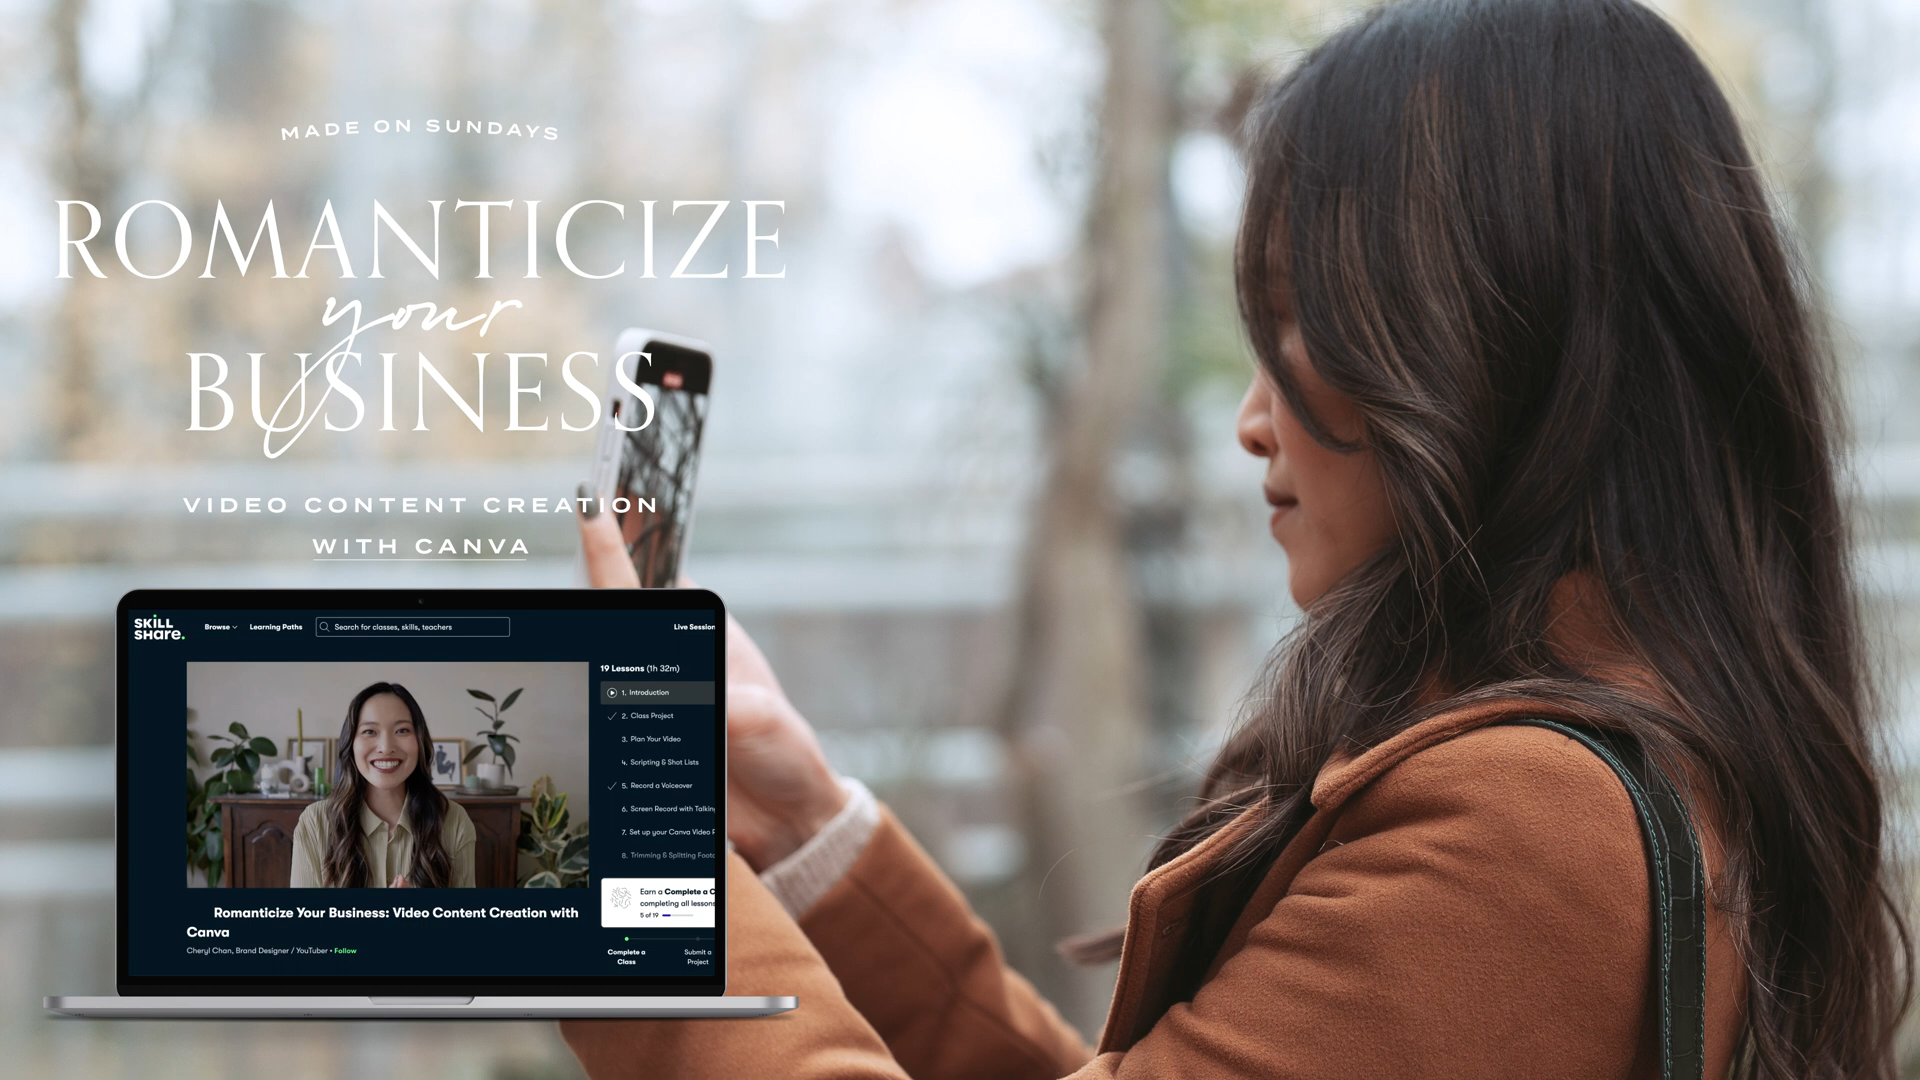 MADE ON SUNDAYS
ROMANTICIZE
your
BUSINESS
VIDEO CONTENT CREATION
WITH CANVA
SKILL
SHARE.
Browse
Learning Paths
Search for classes, skills, teachers
Live Session
19 Lessons (1h 32m)
1. Introduction
2. Class Project
3. Plan Your Video
4. Scripting & Shot Lists
5. Record a Voiceover
6. Screen Record with Talkin
7. Set up your Canva Video P
8. Trimming & Splitting Foota
Earn a Complete a C
completing all lessons
5 of 19
Complete a
Class
Submit a
Project
Romanticize Your Business: Video Content Creation with
Canva
Cheryl Chan, Brand Designer / YouTuber • Follow